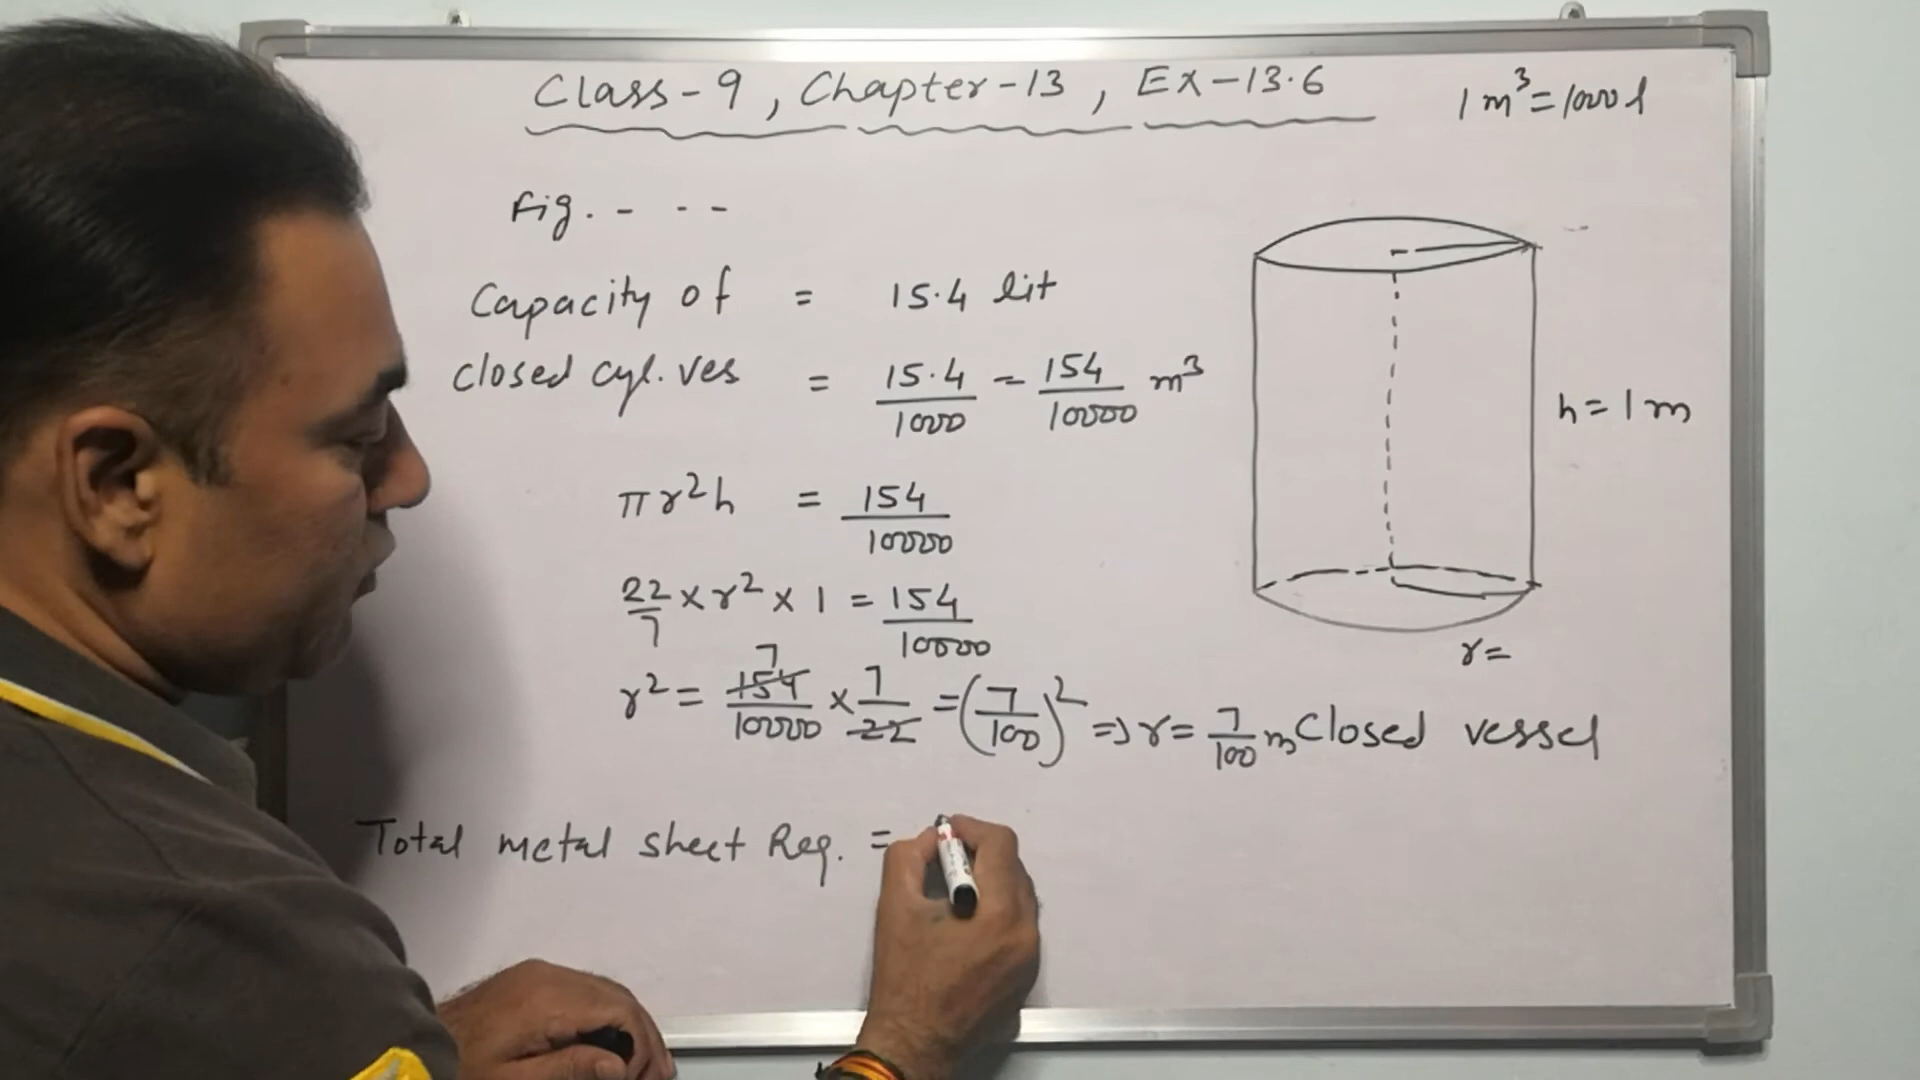 Class-9, Chapter-13, Ex-13.6
1 m³ = 1000 l
Fig. - - -
Capacity of = 15.4 lit
closed cyl. ves = 15.4/1000 = 154/10000 m³
h = 1 m
πr²h = 154/10000
22/7 × r² × 1 = 154/10000
r =
r² = 154/10000 × 7/22 = (7/100)² ⇒ r = 7/100 m Closed vessel
7
Total metal sheet Req. =